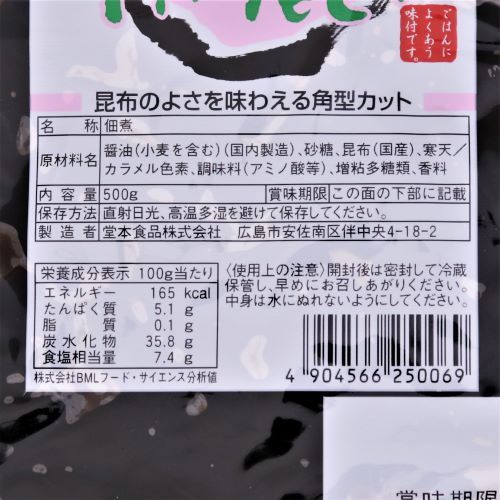 ごはんに
よくあう
味付です。
昆布のよさを味わえる角型カット
名 称 佃煮
原材料名 醤油(小麦を含む)(国内製造)、砂糖、昆布(国産)、寒天/
カラメル色素、調味料(アミノ酸等)、増粘多糖類、香料
内 容 量 500g 賞味期限 この面の下部に記載
保存方法 直射日光、高温多湿を避けて保存してください。
製 造 者 堂本食品株式会社 広島市安佐南区伴中央4-18-2
栄養成分表示 100g当たり
エネルギー 165 kcal
たんぱく質 5.1 g
脂質 0.1 g
炭水化物 35.8 g
食塩相当量 7.4 g
株式会社BMLフード・サイエンス分析値
〈使用上の注意〉開封後は密封して冷蔵
保管し、早めにお召しあがりください。
中身は水にぬれないようにしてください。
4 904566 250069
賞味期限